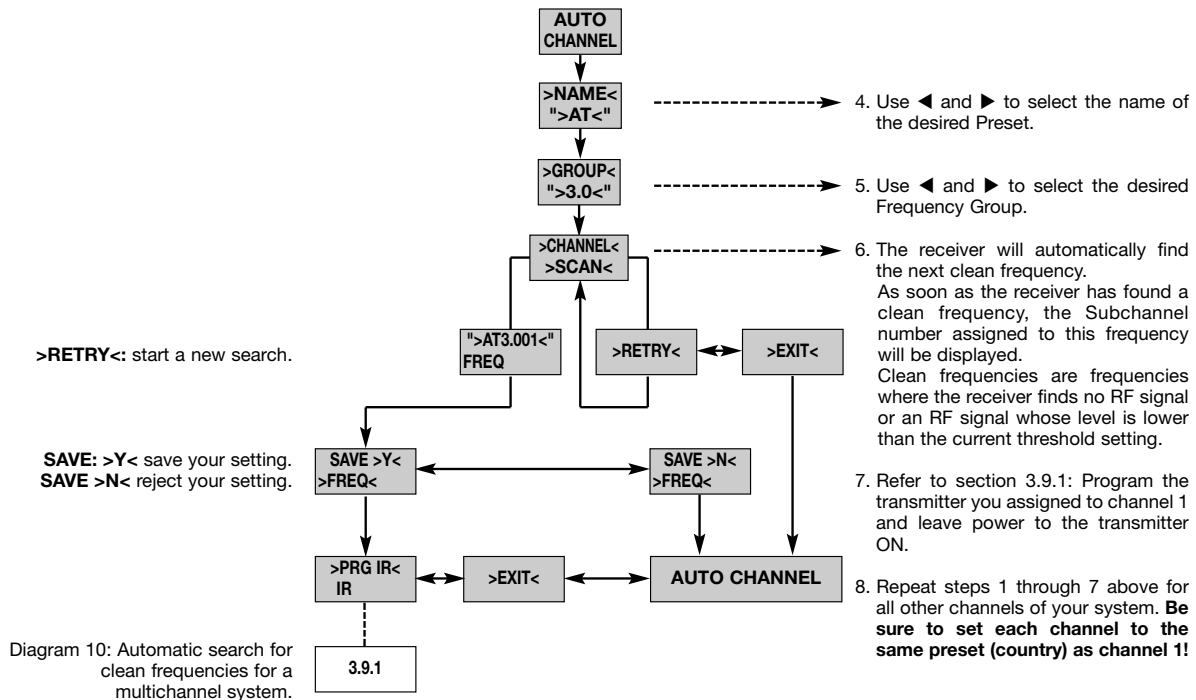 AUTO
CHANNEL
>NAME<
">AT<"
4. Use ◀ and ▶ to select the name of
the desired Preset.
>GROUP<
">3.0<"
5. Use ◀ and ▶ to select the desired
Frequency Group.
>CHANNEL<
>SCAN<
6. The receiver will automatically find
the next clean frequency.
As soon as the receiver has found a
clean frequency, the Subchannel
number assigned to this frequency
will be displayed.
Clean frequencies are frequencies
where the receiver finds no RF signal
or an RF signal whose level is lower
than the current threshold setting.
>RETRY<: start a new search.
">AT3.001<"
FREQ
>RETRY<
>EXIT<
SAVE: >Y< save your setting.
SAVE >N< reject your setting.
SAVE >Y<
>FREQ<
SAVE >N<
>FREQ<
7. Refer to section 3.9.1: Program the
transmitter you assigned to channel 1
and leave power to the transmitter
ON.
>PRG IR<
IR
>EXIT<
AUTO CHANNEL
8. Repeat steps 1 through 7 above for
all other channels of your system. Be
sure to set each channel to the
same preset (country) as channel 1!
Diagram 10: Automatic search for
clean frequencies for a
multichannel system.
3.9.1